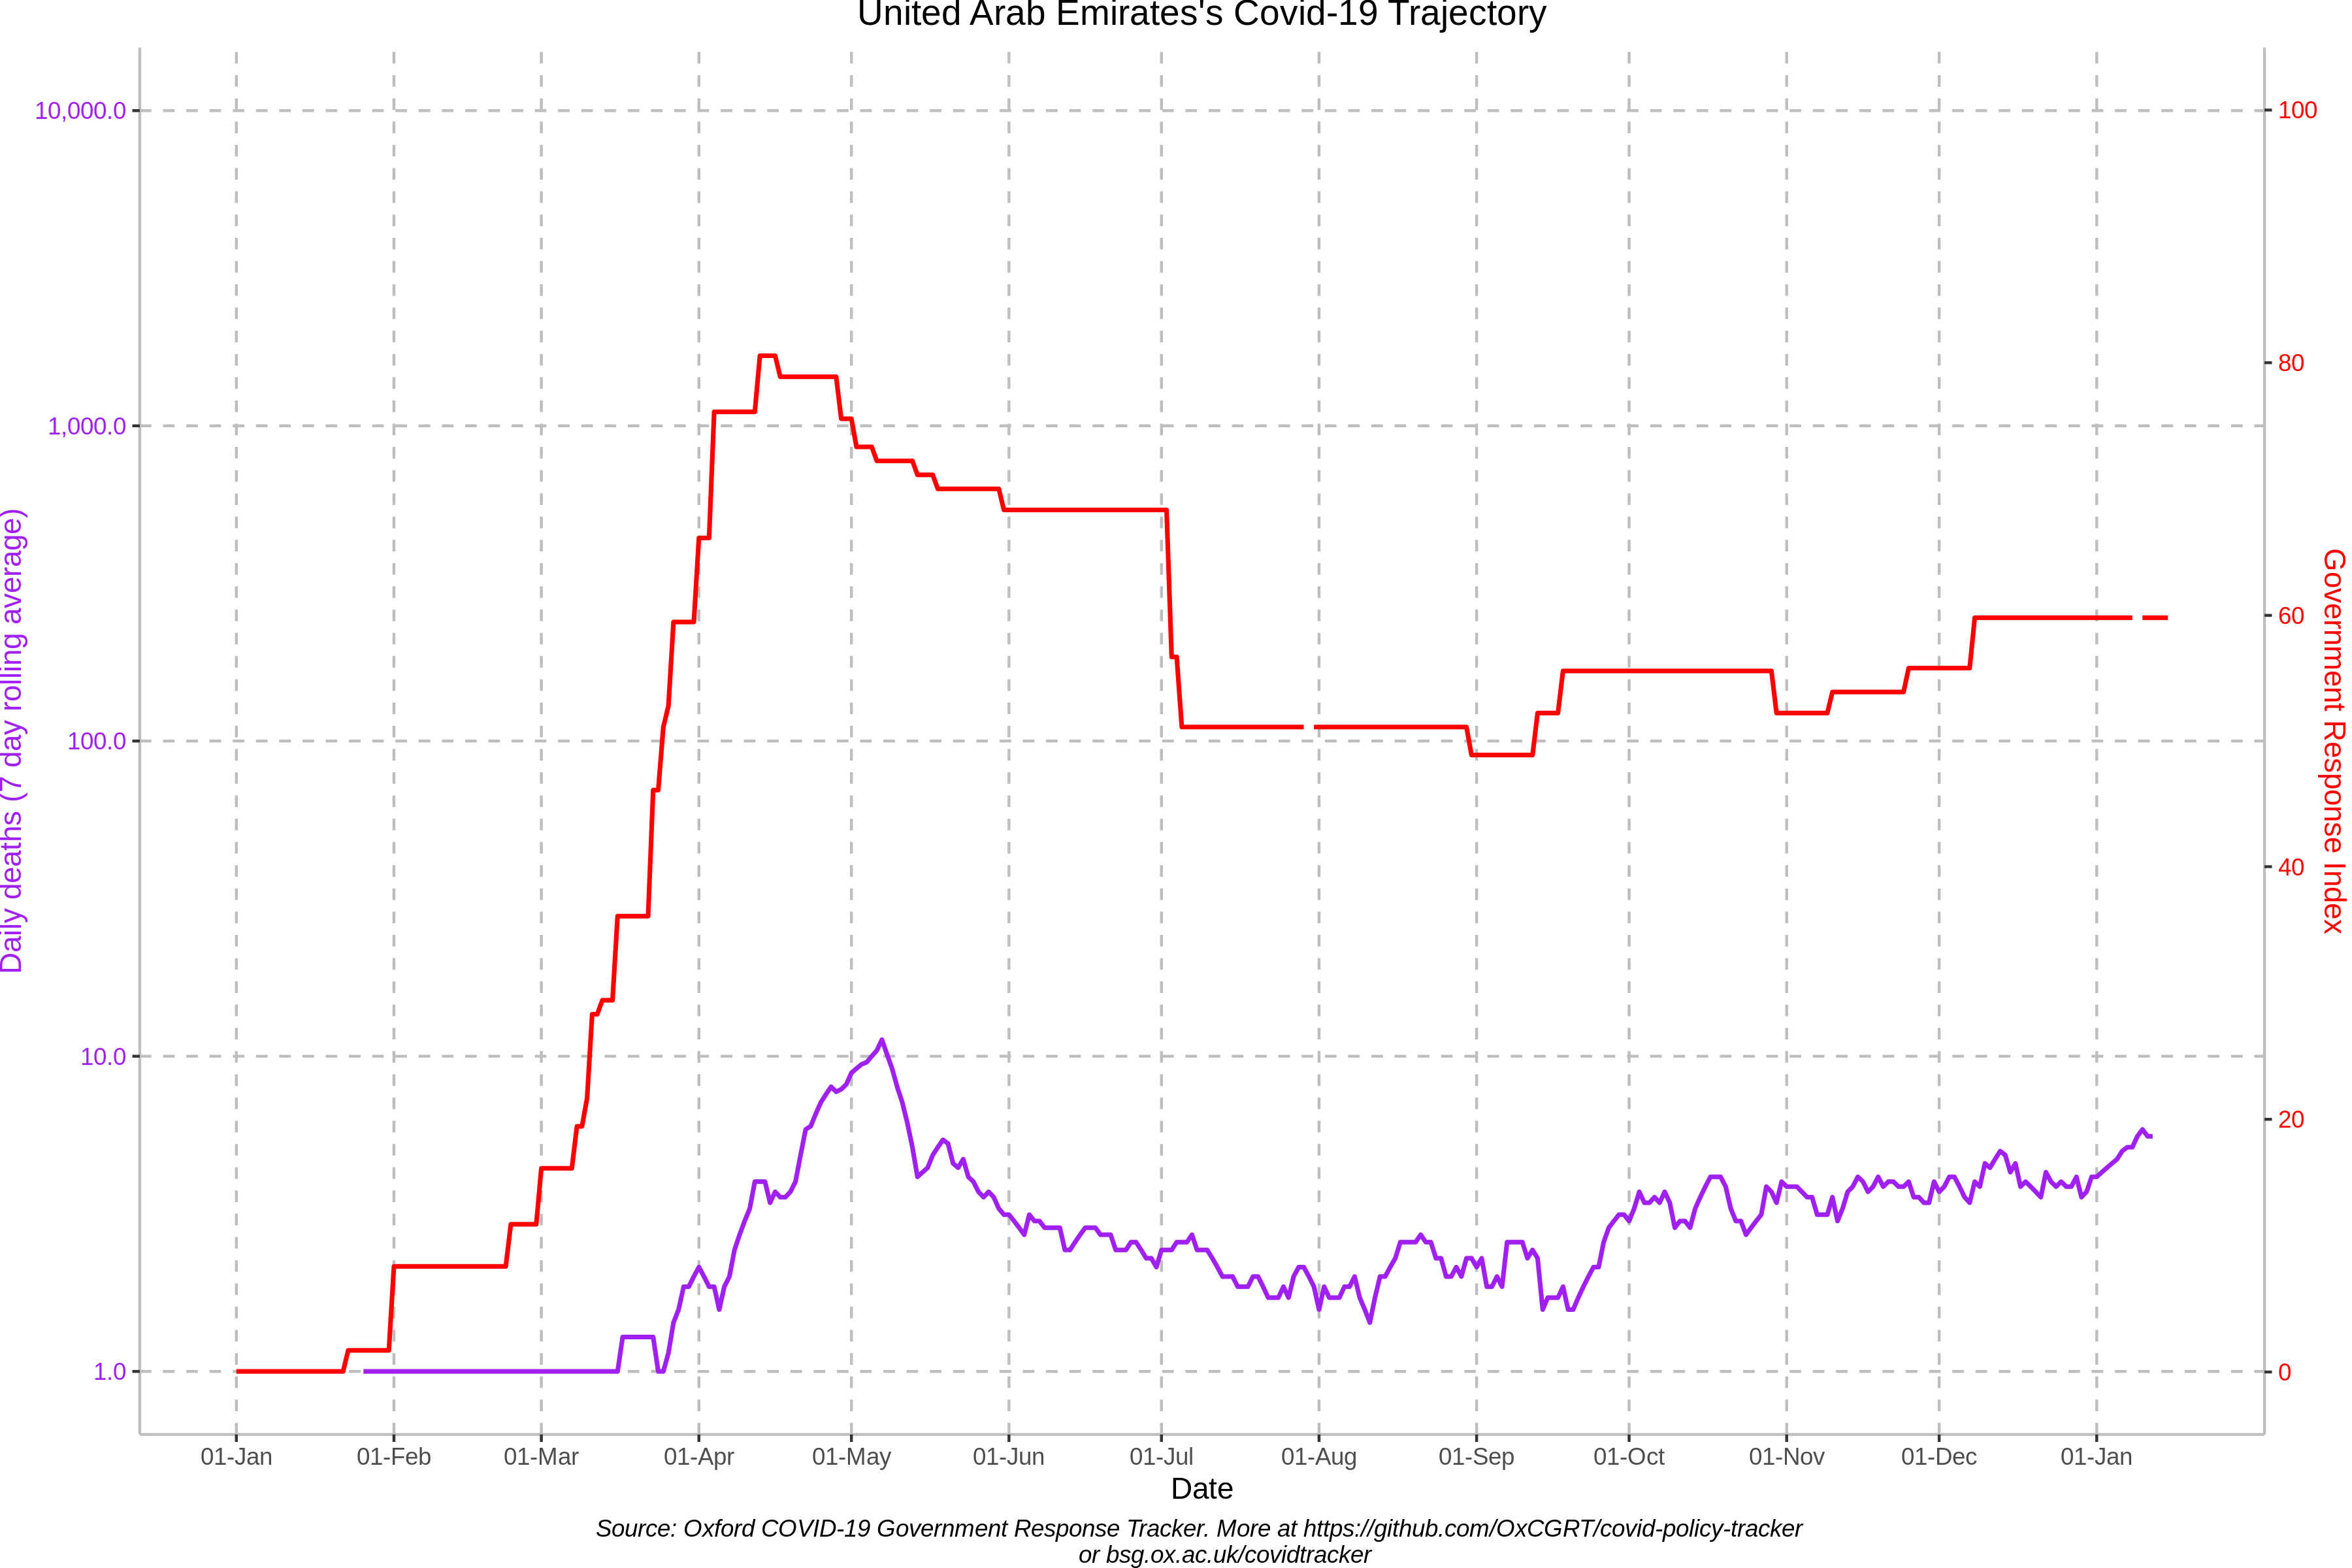 United Arab Emirates's Covid-19 Trajectory
10,000.0
1,000.0
100.0
10.0
1.0
Daily deaths (7 day rolling average)
100
80
60
40
20
0
Government Response Index
01-Jan 01-Feb 01-Mar 01-Apr 01-May 01-Jun 01-Jul 01-Aug 01-Sep 01-Oct 01-Nov 01-Dec 01-Jan
Date
Source: Oxford COVID-19 Government Response Tracker. More at https://github.com/OxCGRT/covid-policy-tracker
or bsg.ox.ac.uk/covidtracker